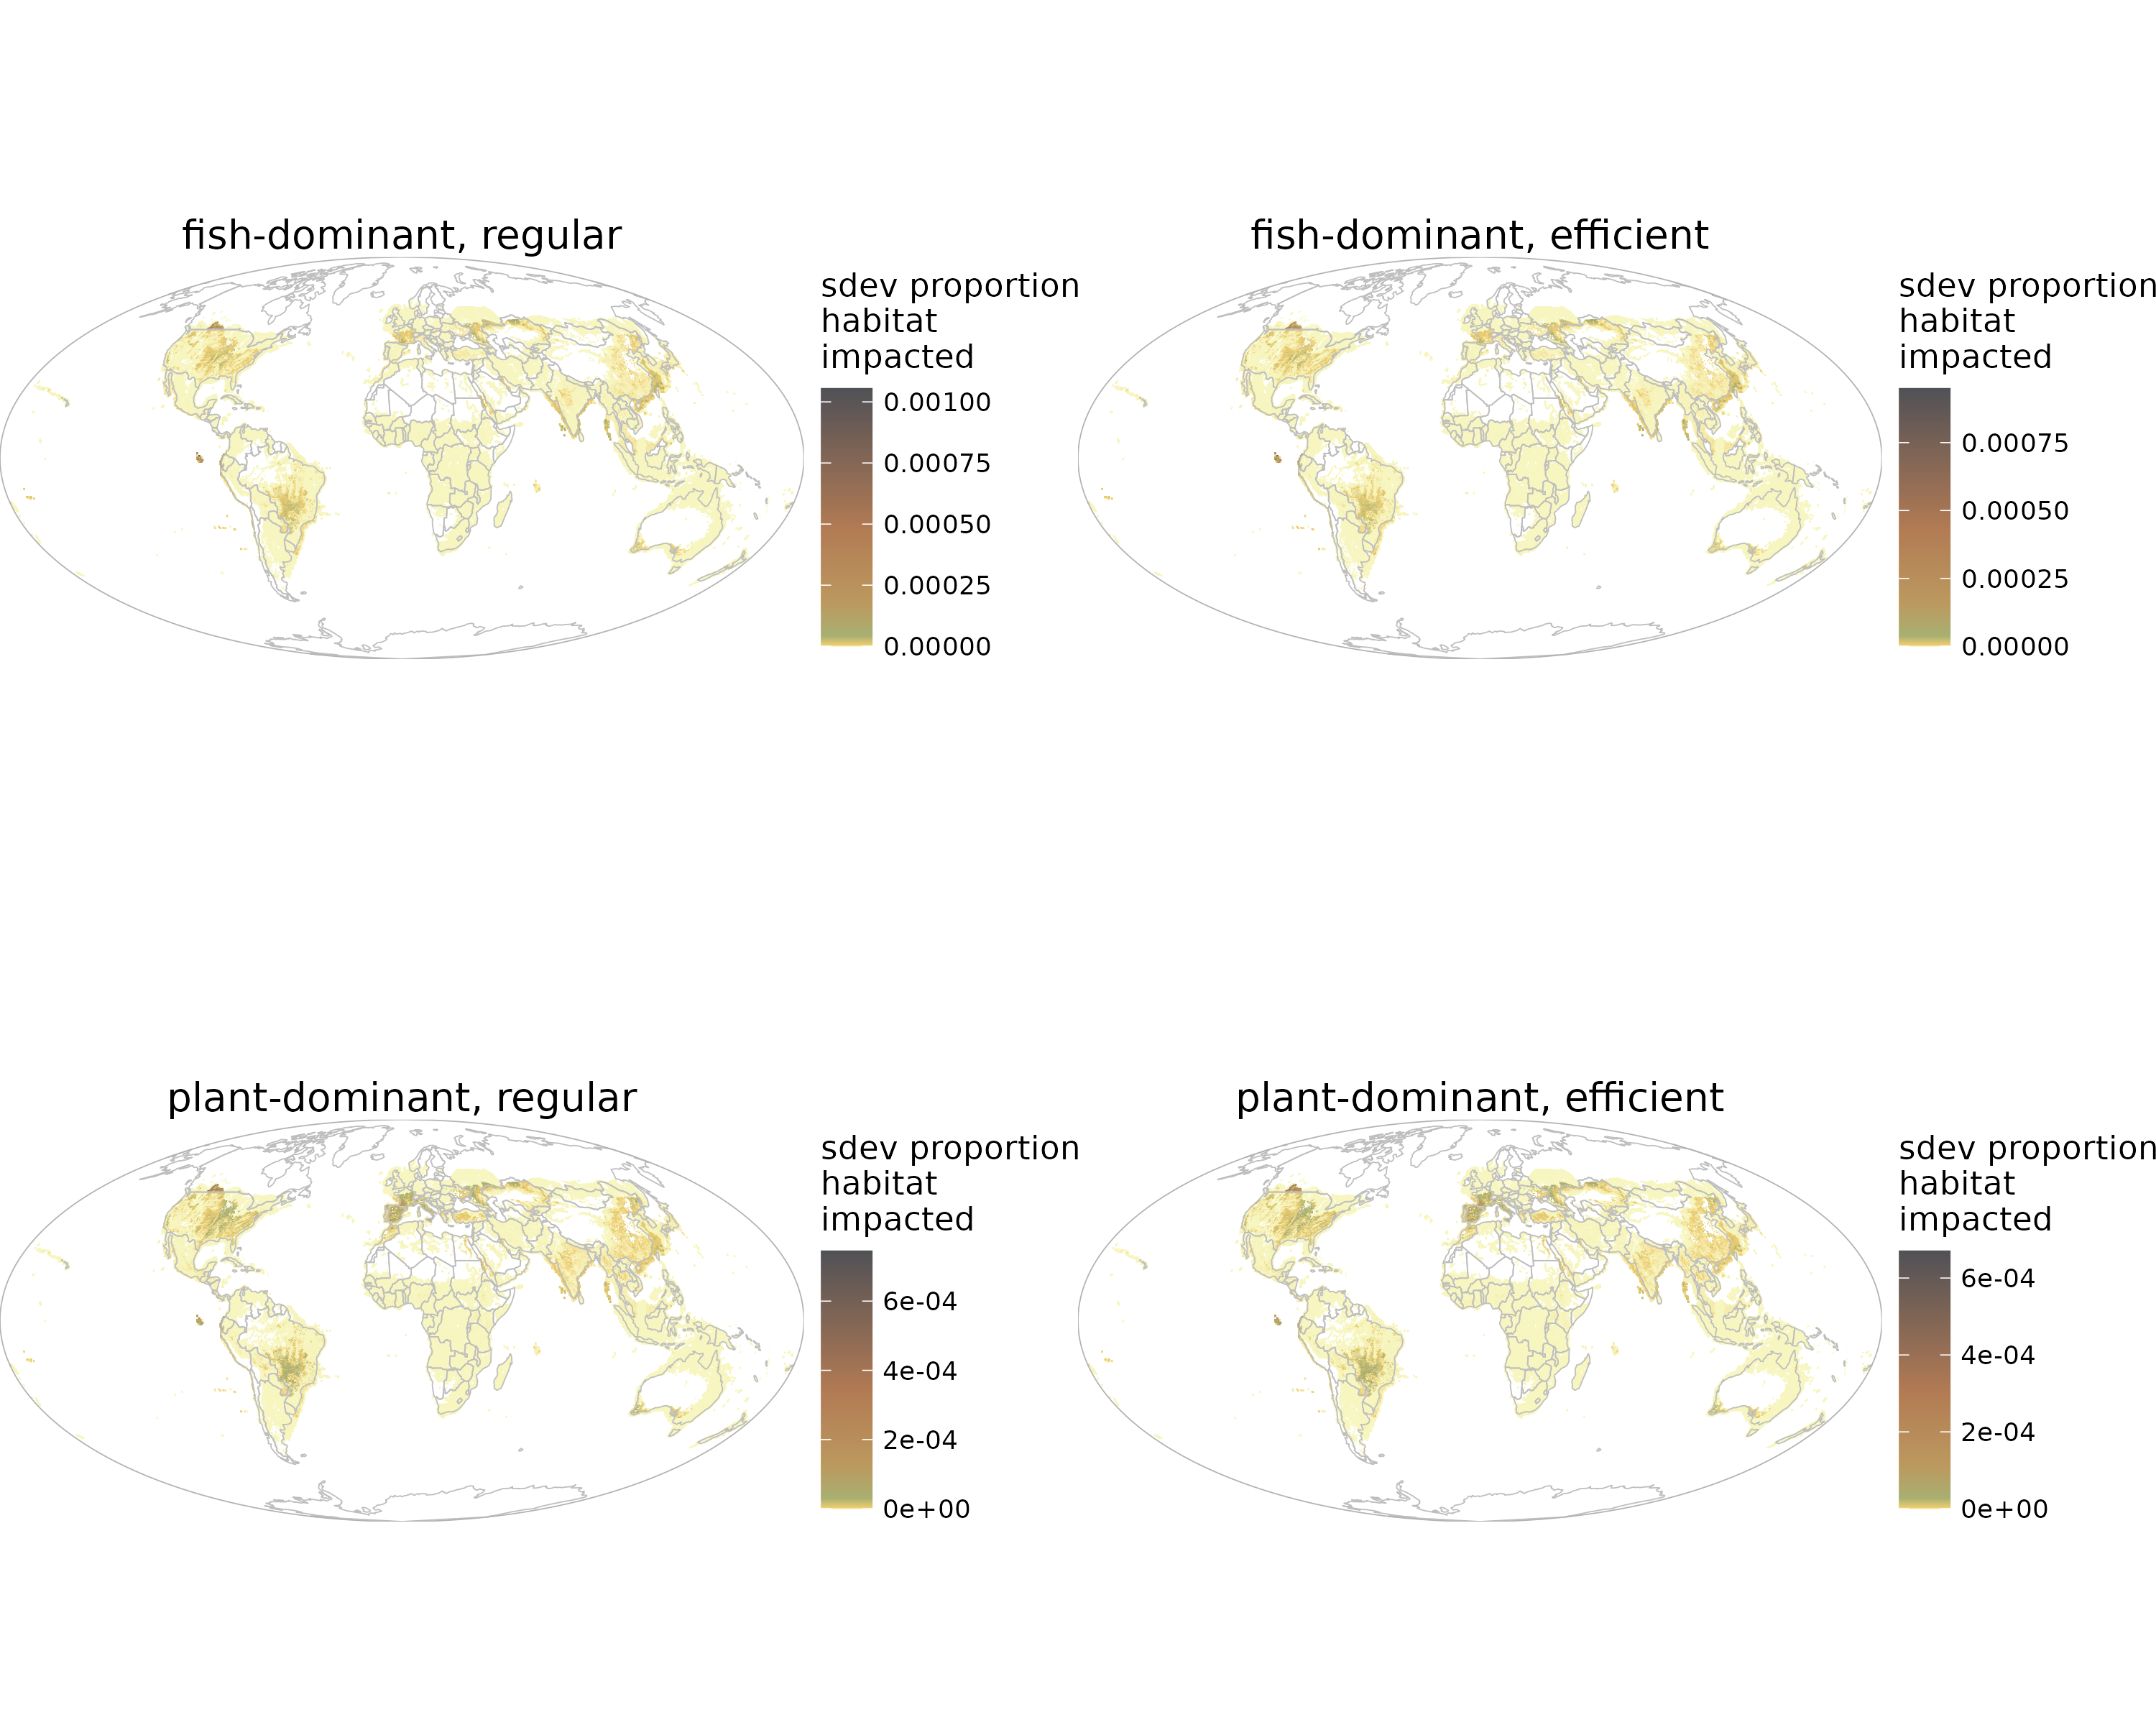 fish-dominant, regular
sdev proportion
habitat
impacted
0.00100
0.00075
0.00050
0.00025
0.00000
fish-dominant, efficient
sdev proportion
habitat
impacted
0.00075
0.00050
0.00025
0.00000
plant-dominant, regular
sdev proportion
habitat
impacted
6e-04
4e-04
2e-04
0e+00
plant-dominant, efficient
sdev proportion
habitat
impacted
6e-04
4e-04
2e-04
0e+00